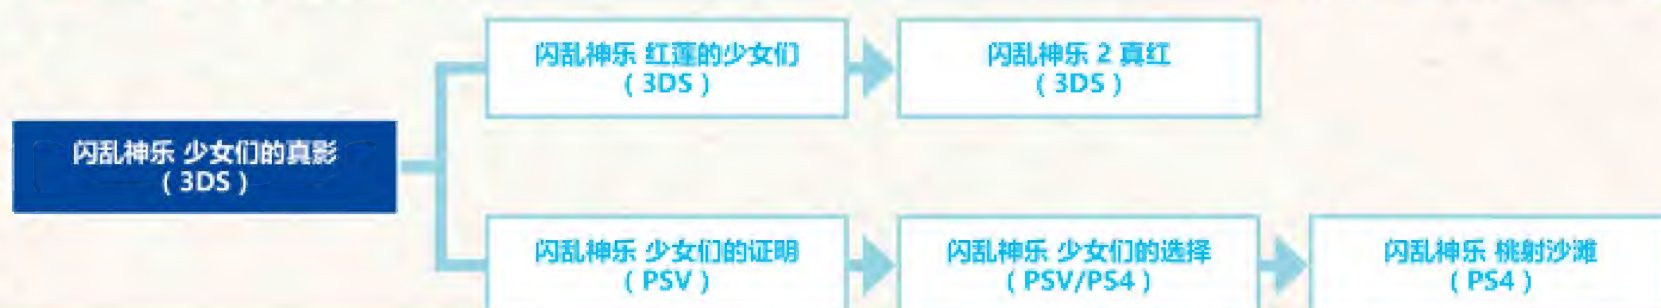 闪乱神乐 红莲的少女们
（3DS）
闪乱神乐 2 真红
（3DS）
闪乱神乐 少女们的真影
（3DS）
闪乱神乐 少女们的证明
（PSV）
闪乱神乐 少女们的选择
（PSV/PS4）
闪乱神乐 桃射沙滩
（PS4）